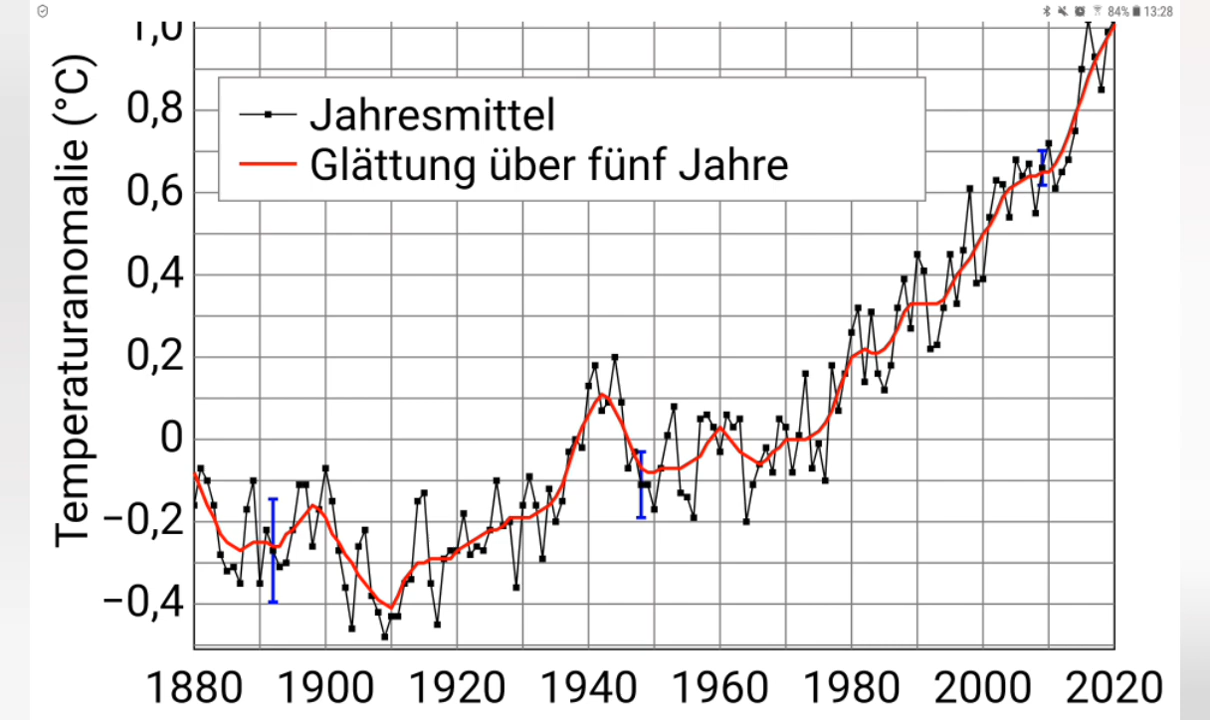 84% 13:28
1,0
Temperaturanomalie (°C)
Jahresmittel
Glättung über fünf Jahre
0,8
0,6
0,4
0,2
0
−0,2
−0,4
1880 1900 1920 1940 1960 1980 2000 2020